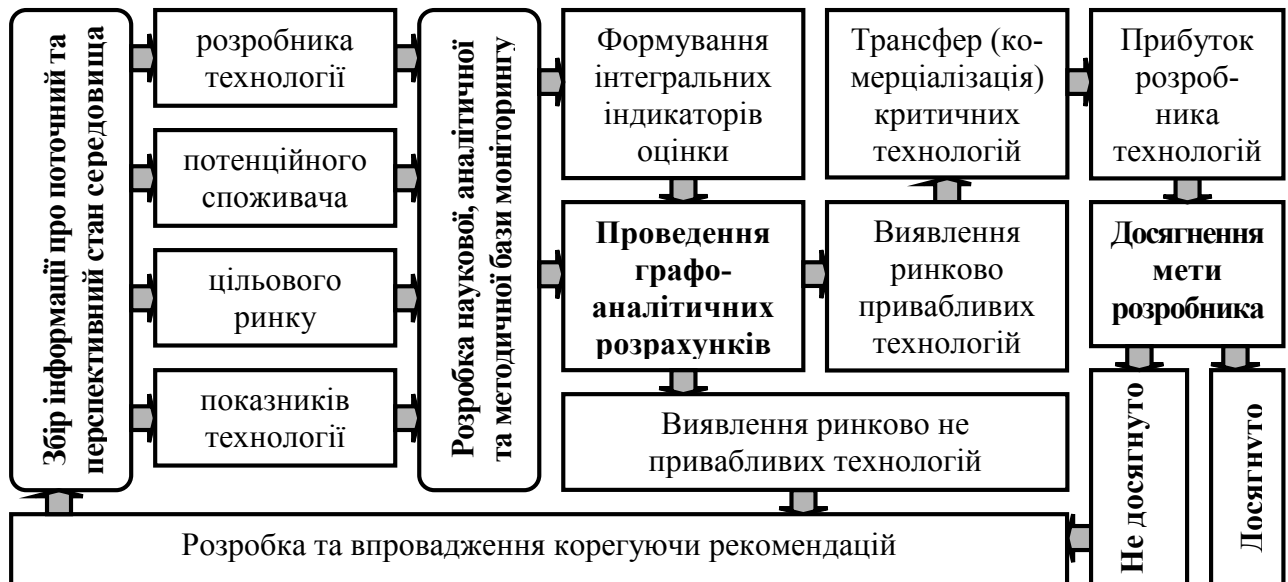 Збір інформації про поточний та
перспективний стан середовища
розробника
технології
потенційного
споживача
цільового
ринку
показників
технології
Розробка наукової, аналітичної
та методичної бази моніторингу
Формування
інтегральних
індикаторів
оцінки
Трансфер (ко-
мерціалізація)
критичних
технологій
Прибуток
розроб-
ника
технологій
Проведення
графо-
аналітичних
розрахунків
Виявлення
ринково
привабливих
технологій
Досягнення
мети
розробника
Виявлення ринково не
привабливих технологій
Не досягнуто
Досягнуто
Розробка та впровадження корегуючи рекомендацій